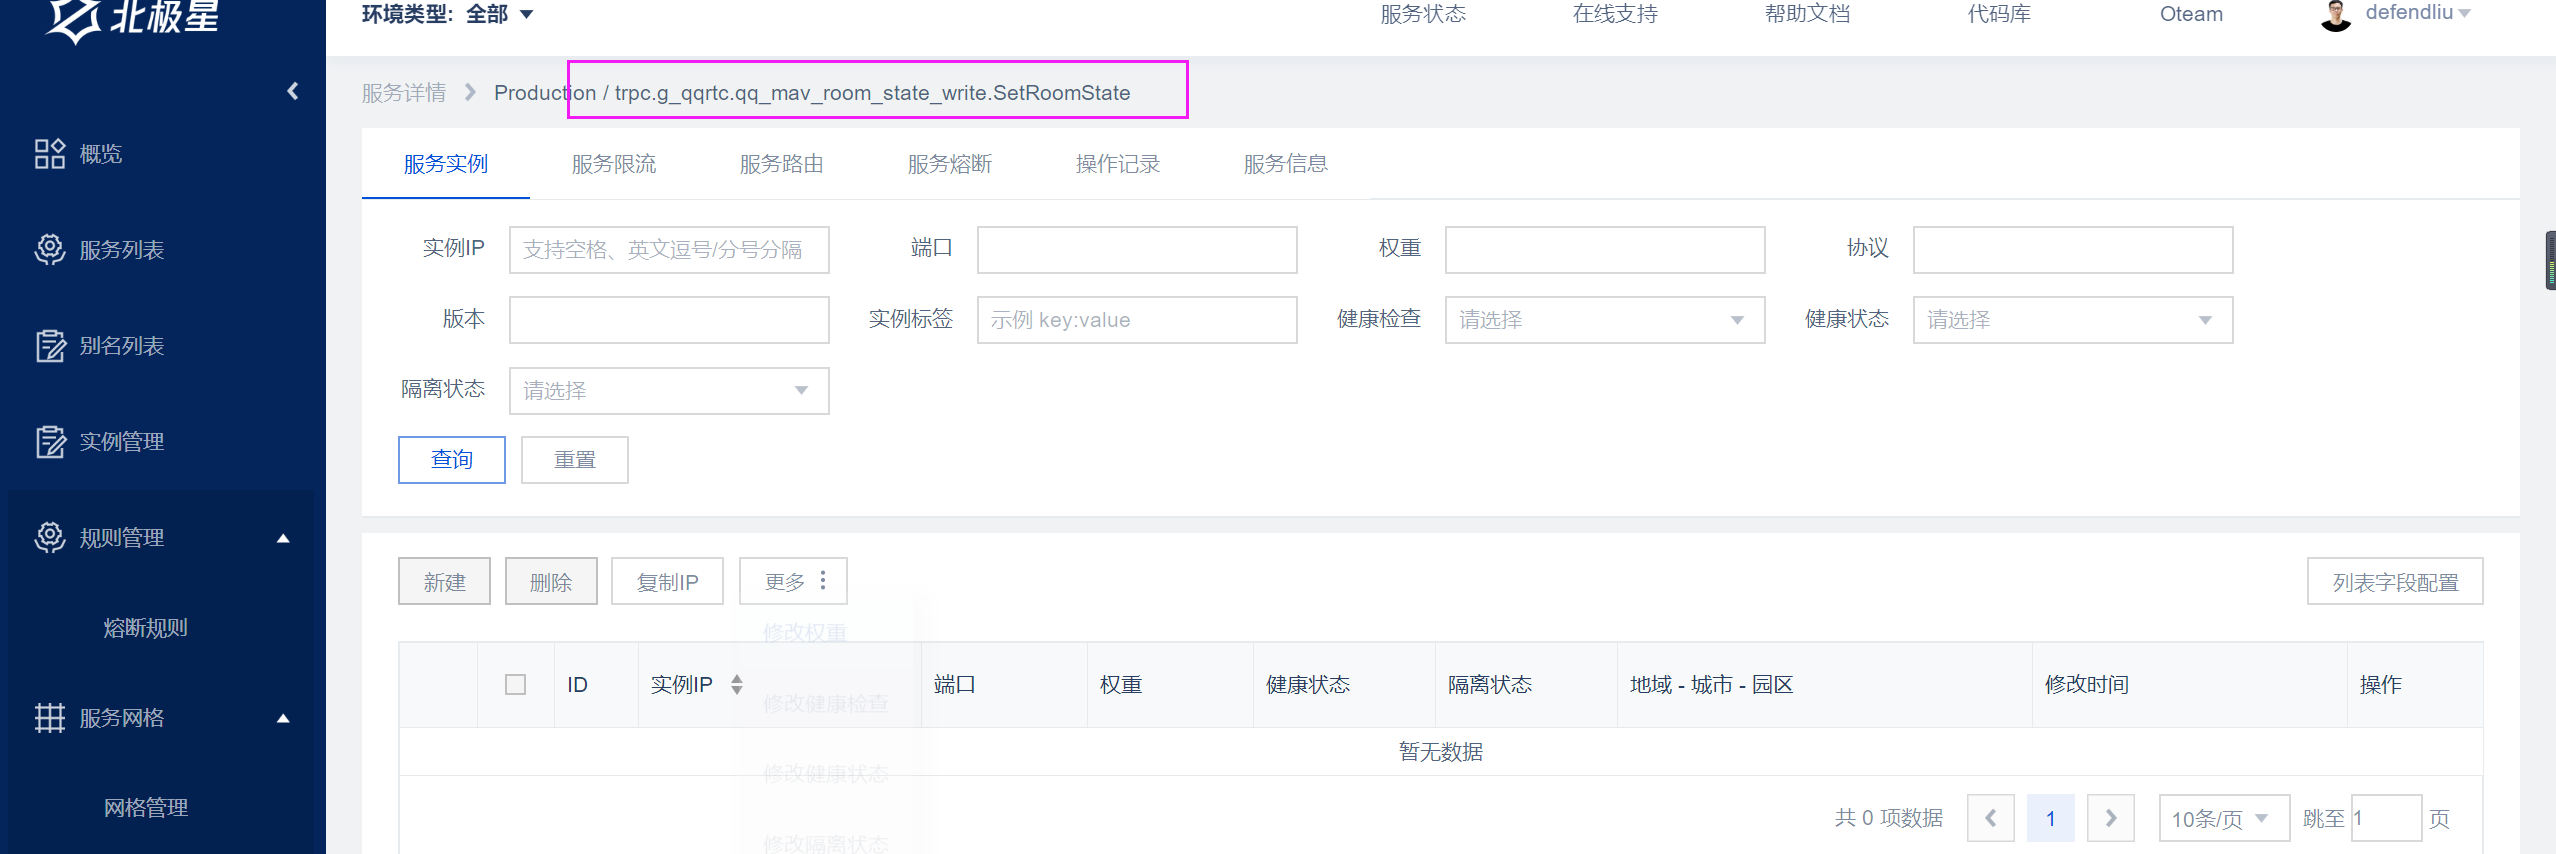 北极星
环境类型: 全部
服务状态
在线支持
帮助文档
代码库
Oteam
defendliu
服务详情
Production / trpc.g_qqrtc.qq_mav_room_state_write.SetRoomState
概览
服务列表
别名列表
实例管理
规则管理
熔断规则
服务网格
网格管理
服务实例
服务限流
服务路由
服务熔断
操作记录
服务信息
实例IP
支持空格、英文逗号/分号分隔
端口
权重
协议
版本
实例标签
示例 key:value
健康检查
请选择
健康状态
请选择
隔离状态
请选择
查询
重置
新建
删除
复制IP
更多
列表字段配置
修改权重
修改健康检查
修改健康状态
修改隔离状态
ID
实例IP
端口
权重
健康状态
隔离状态
地域 - 城市 - 园区
修改时间
操作
暂无数据
共 0 项数据
1
10条/页
跳至
1
页